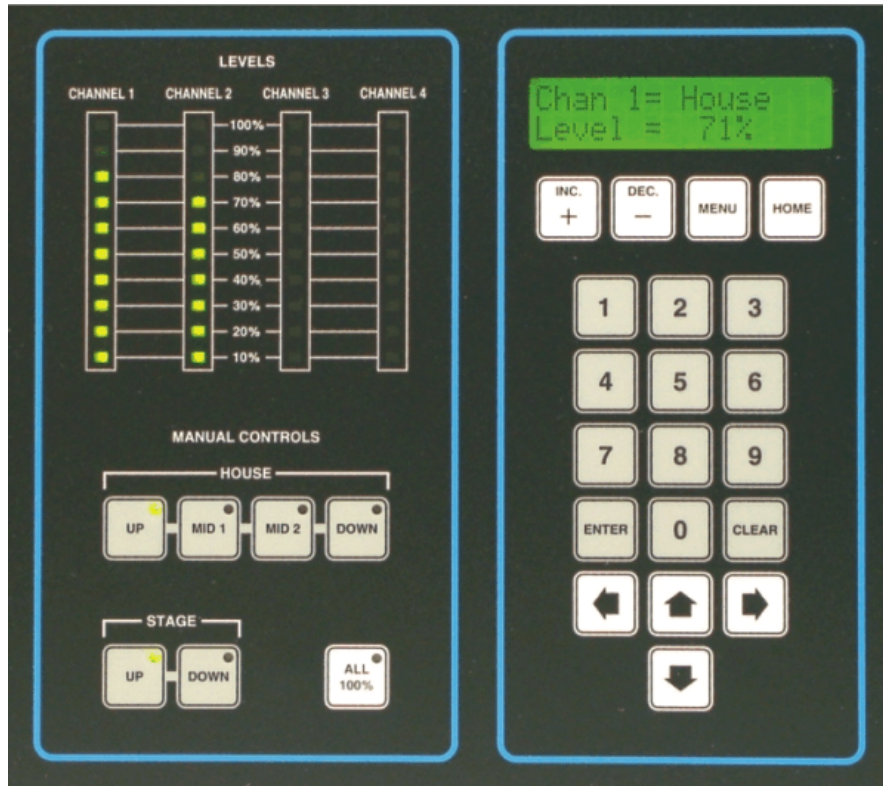 LEVELS
CHANNEL 1 CHANNEL 2 CHANNEL 3 CHANNEL 4
100%
90%
80%
70%
60%
50%
40%
30%
20%
10%
MANUAL CONTROLS
HOUSE
UP MID 1 MID 2 DOWN
STAGE
UP DOWN
ALL
100%
Chan 1= House
Level = 71%
INC. DEC.
+ − MENU HOME
1 2 3
4 5 6
7 8 9
ENTER 0 CLEAR